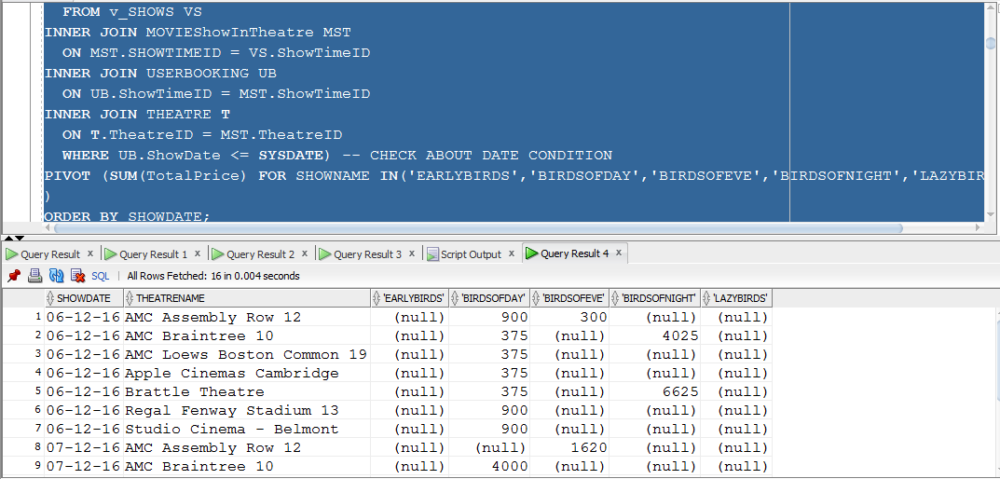 FROM v_SHOWS VS
INNER JOIN MOVIEShowInTheatre MST
ON MST.SHOWTIMEID = VS.ShowTimeID
INNER JOIN USERBOOKING UB
ON UB.ShowTimeID = MST.ShowTimeID
INNER JOIN THEATRE T
ON T.TheatreID = MST.TheatreID
WHERE UB.ShowDate <= SYSDATE) -- CHECK ABOUT DATE CONDITION
PIVOT (SUM(TotalPrice) FOR SHOWNAME IN('EARLYBIRDS','BIRDSOFDAY','BIRDSOFEVE','BIRDSOFNIGHT','LAZYBIR
)
ORDER BY SHOWDATE;
Query Result x Query Result 1 x Query Result 2 x Query Result 3 x Script Output x Query Result 4 x
SQL | All Rows Fetched: 16 in 0.004 seconds
SHOWDATE THEATRENAME 'EARLYBIRDS' 'BIRDSOFDAY' 'BIRDSOFEVE' 'BIRDSOFNIGHT' 'LAZYBIRDS'
1 06-12-16 AMC Assembly Row 12 (null) 900 300 (null) (null)
2 06-12-16 AMC Braintree 10 (null) 375 (null) 4025 (null)
3 06-12-16 AMC Loews Boston Common 19 (null) 375 (null) (null) (null)
4 06-12-16 Apple Cinemas Cambridge (null) 375 (null) (null) (null)
5 06-12-16 Brattle Theatre (null) 375 (null) 6625 (null)
6 06-12-16 Regal Fenway Stadium 13 (null) 900 (null) (null) (null)
7 06-12-16 Studio Cinema - Belmont (null) 900 (null) (null) (null)
8 07-12-16 AMC Assembly Row 12 (null) (null) 1620 (null) (null)
9 07-12-16 AMC Braintree 10 (null) 4000 (null) (null) (null)